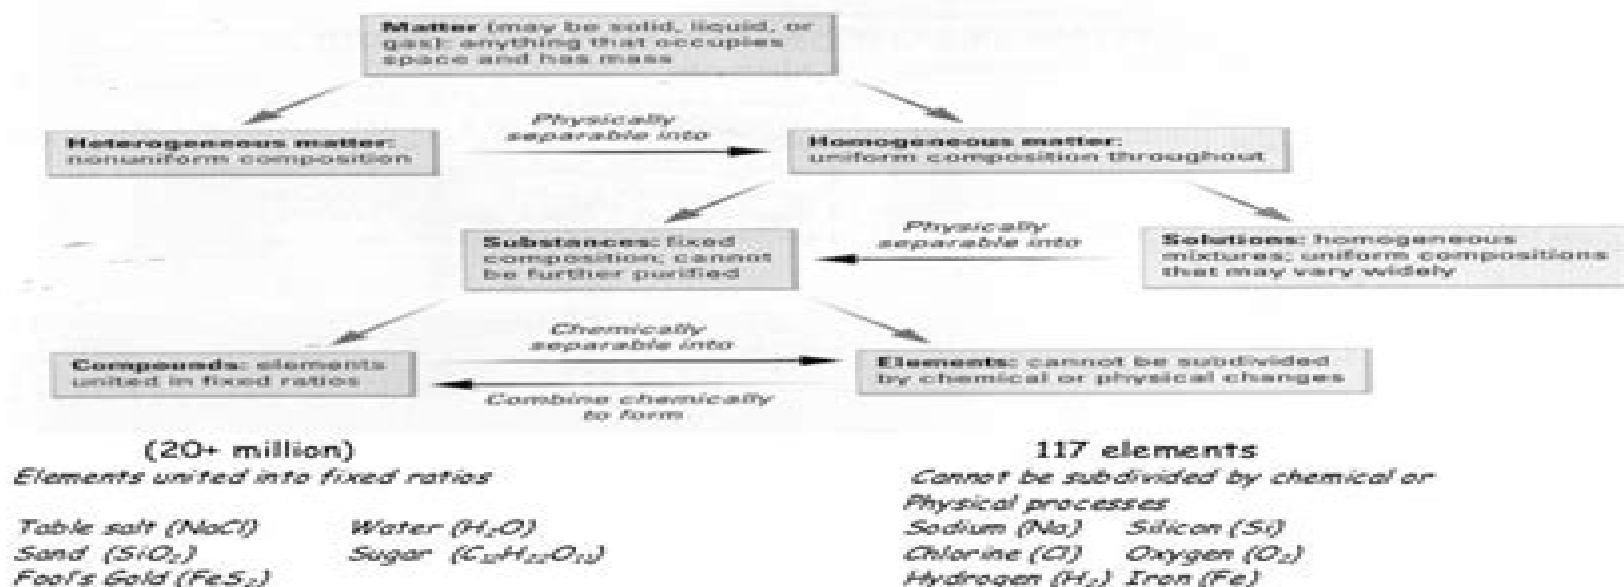 Matter (may be solid, liquid, or
gas): anything that occupies
space and has mass
Heterogeneous matter:
nonuniform composition
Physically
separable into
Homogeneous matter:
uniform composition throughout
Substances: fixed
composition; cannot
be further purified
Physically
separable into
Solutions: homogeneous
mixtures; uniform compositions
that may vary widely
Compounds: elements
united in fixed ratios
Chemically
separable into
Combine chemically
to form
Elements: cannot be subdivided
by chemical or physical changes
(20+ million)
Elements united into fixed ratios
Table salt (NaCl) Water (H₂O)
Sand (SiO₂) Sugar
Fool's Gold (FeS₂)
117 elements
Cannot be subdivided by chemical or
Physical processes
Sodium (Na) Silicon (Si)
Chlorine (Cl) Oxygen (O₂)
Hydrogen (H₂) Iron (Fe)